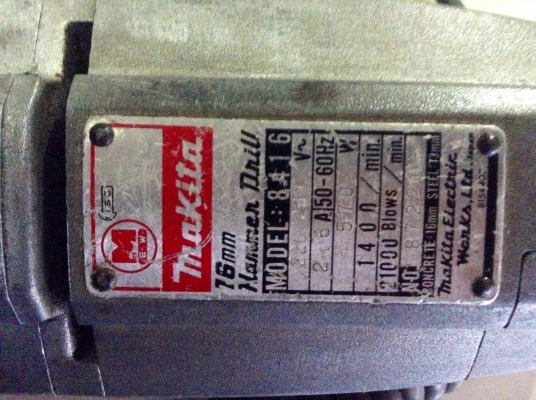 Makita
M
16mm
Hammer Drill
MODEL 8416
V~
A|50-60HZ
570 W
1400/min.
21000 Blows/min.
NO.
CONCRETE:16mm STEEL:
Makita Electric
Works, Ltd. Japan